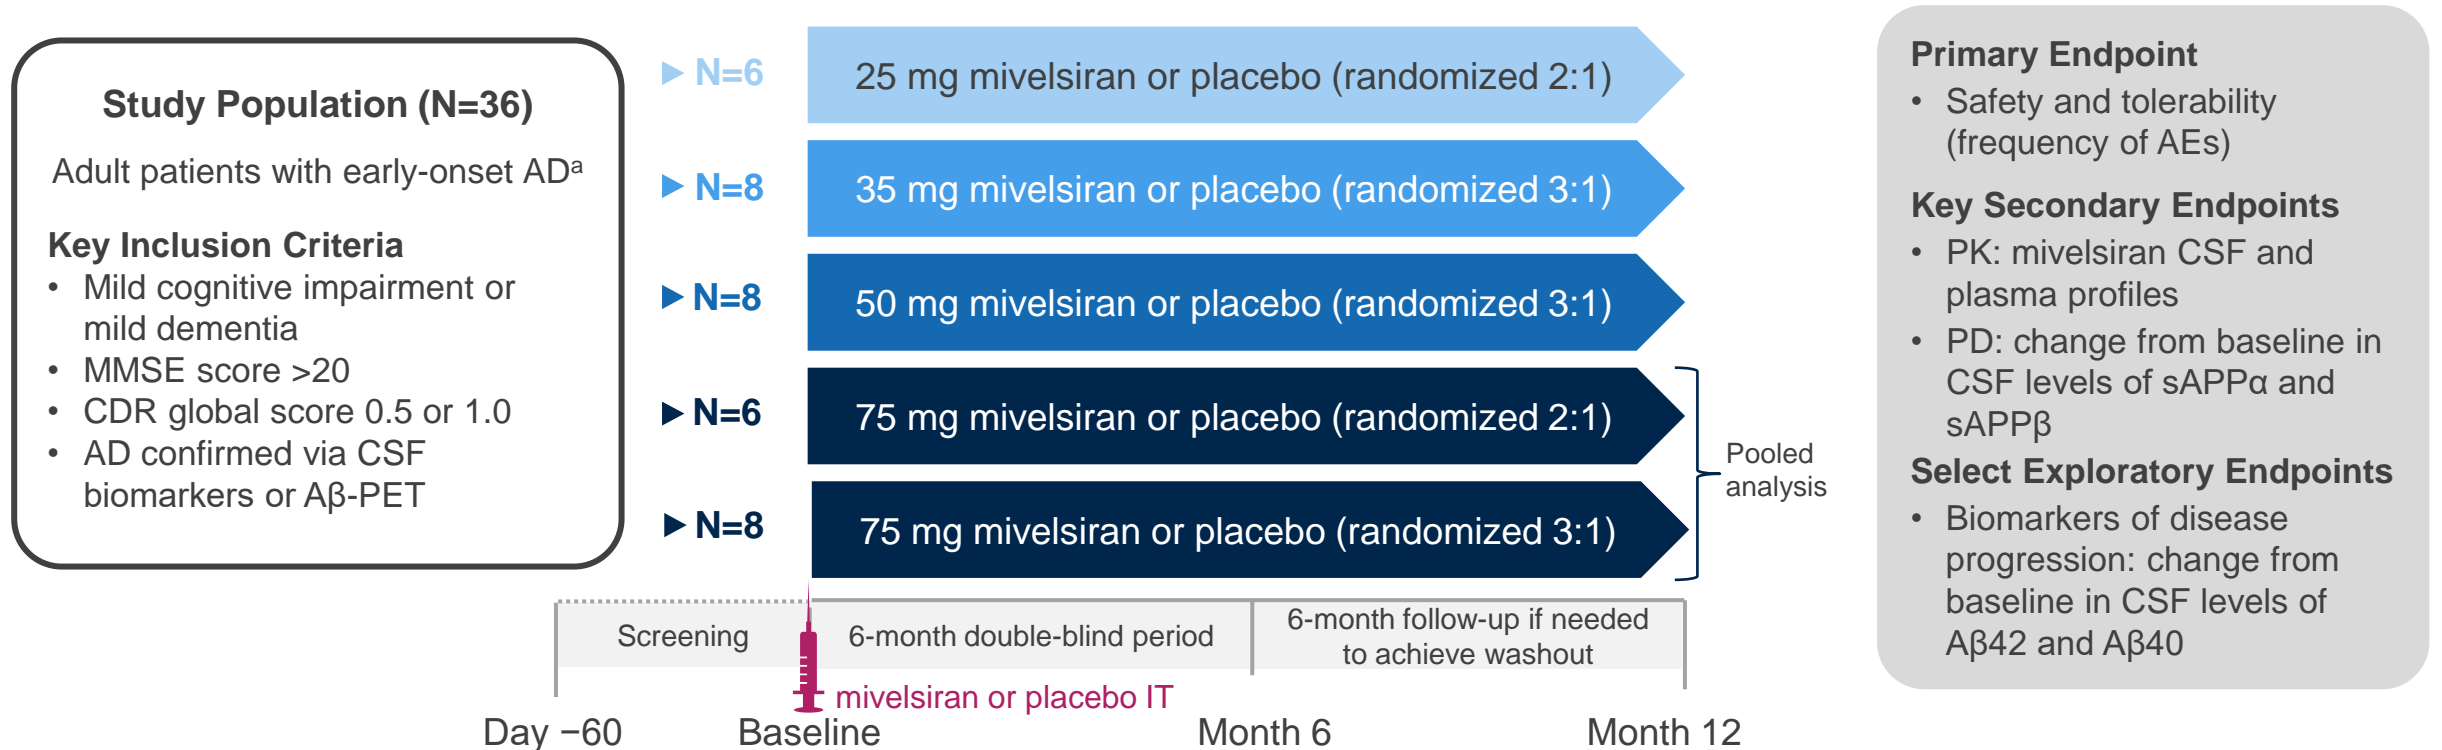 Study Population (N=36)
Adult patients with early-onset ADᵃ
Key Inclusion Criteria
• Mild cognitive impairment or
mild dementia
• MMSE score >20
• CDR global score 0.5 or 1.0
• AD confirmed via CSF
biomarkers or Aβ-PET
N=6
25 mg mivelsiran or placebo (randomized 2:1)
N=8
35 mg mivelsiran or placebo (randomized 3:1)
N=8
50 mg mivelsiran or placebo (randomized 3:1)
N=6
75 mg mivelsiran or placebo (randomized 2:1)
N=8
75 mg mivelsiran or placebo (randomized 3:1)
Pooled
analysis
Screening
6-month double-blind period
6-month follow-up if needed
to achieve washout
mivelsiran or placebo IT
Day −60
Baseline
Month 6
Month 12
Primary Endpoint
• Safety and tolerability
(frequency of AEs)
Key Secondary Endpoints
• PK: mivelsiran CSF and
plasma profiles
• PD: change from baseline in
CSF levels of sAPPα and
sAPPβ
Select Exploratory Endpoints
• Biomarkers of disease
progression: change from
baseline in CSF levels of
Aβ42 and Aβ40